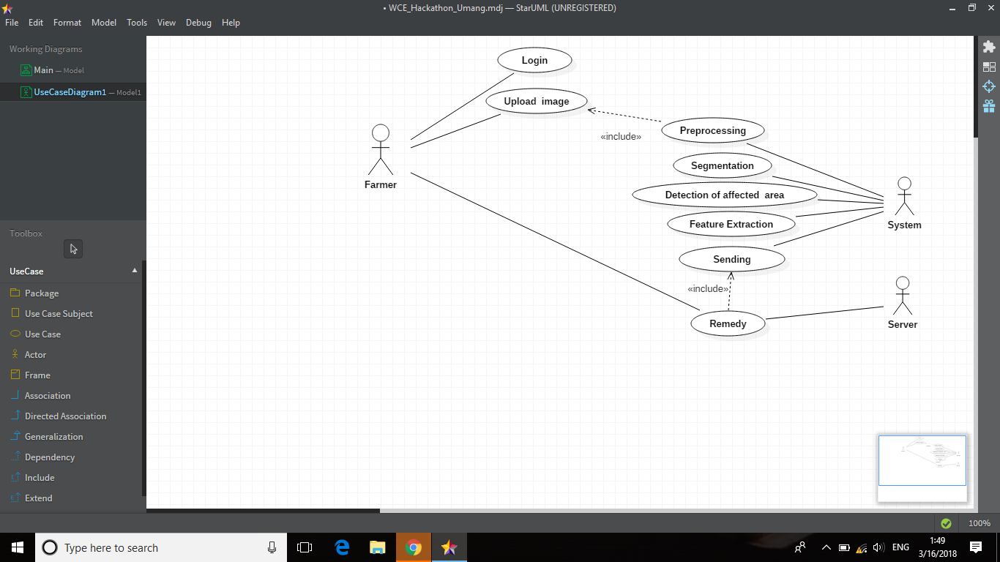 • WCE_Hackathon_Umang.mdj — StarUML (UNREGISTERED)
File Edit Format Model Tools View Debug Help
Working Diagrams
Main — Model
UseCaseDiagram1 — Model1
Toolbox
UseCase
Package
Use Case Subject
Use Case
Actor
Frame
Association
Directed Association
Generalization
Dependency
Include
Extend
Login
Upload image
«include»
Preprocessing
Segmentation
Farmer
Detection of affected area
Feature Extraction
System
Sending
«include»
Remedy
Server
100%
Type here to search
ENG
1:49
3/16/2018